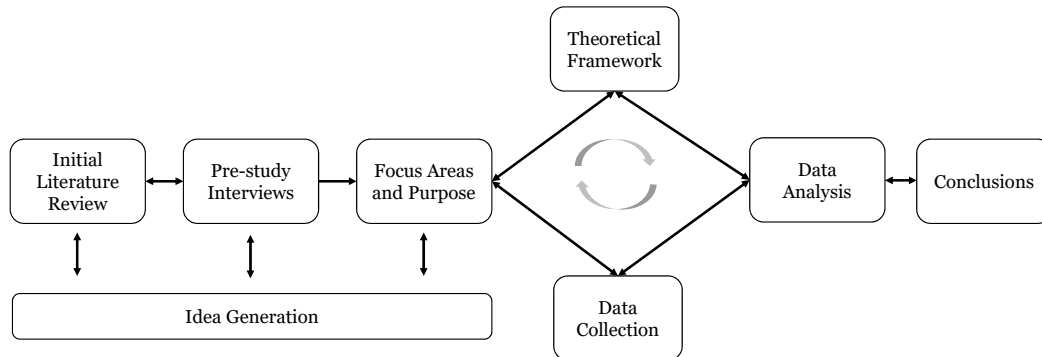 Theoretical
Framework
Initial
Literature
Review
Pre-study
Interviews
Focus Areas
and Purpose
Data
Analysis
Conclusions
Idea Generation
Data
Collection